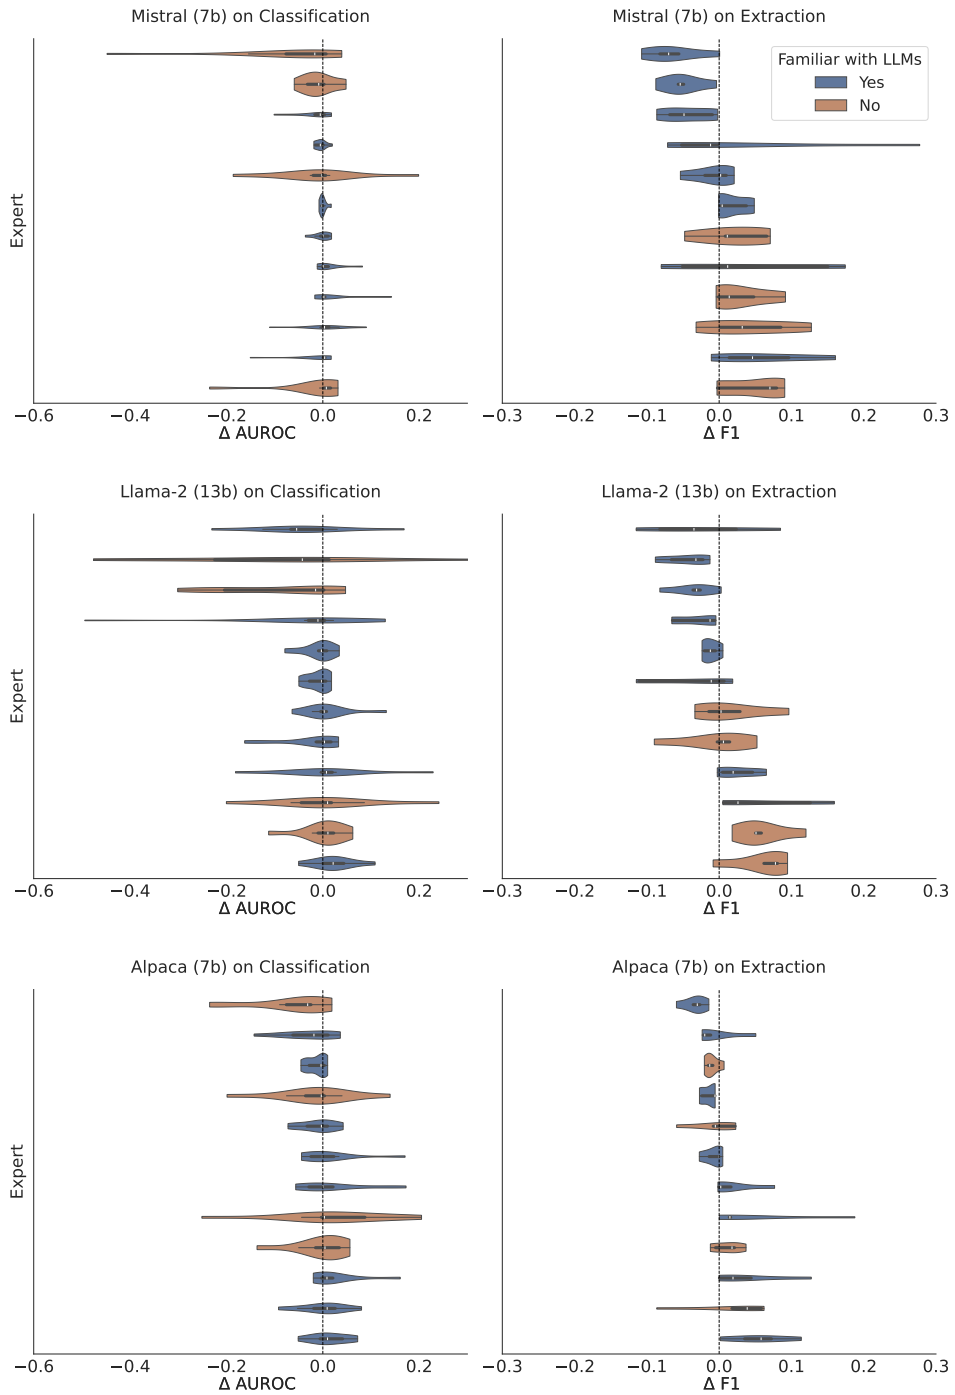 Mistral (7b) on Classification
Mistral (7b) on Extraction
Familiar with LLMs
Yes
No
Expert
−0.6 −0.4 −0.2 0.0 0.2
−0.3 −0.2 −0.1 0.0 0.1 0.2 0.3
Δ AUROC
Δ F1
Llama-2 (13b) on Classification
Llama-2 (13b) on Extraction
Expert
−0.6 −0.4 −0.2 0.0 0.2
−0.3 −0.2 −0.1 0.0 0.1 0.2 0.3
Δ AUROC
Δ F1
Alpaca (7b) on Classification
Alpaca (7b) on Extraction
Expert
−0.6 −0.4 −0.2 0.0 0.2
−0.3 −0.2 −0.1 0.0 0.1 0.2 0.3
Δ AUROC
Δ F1